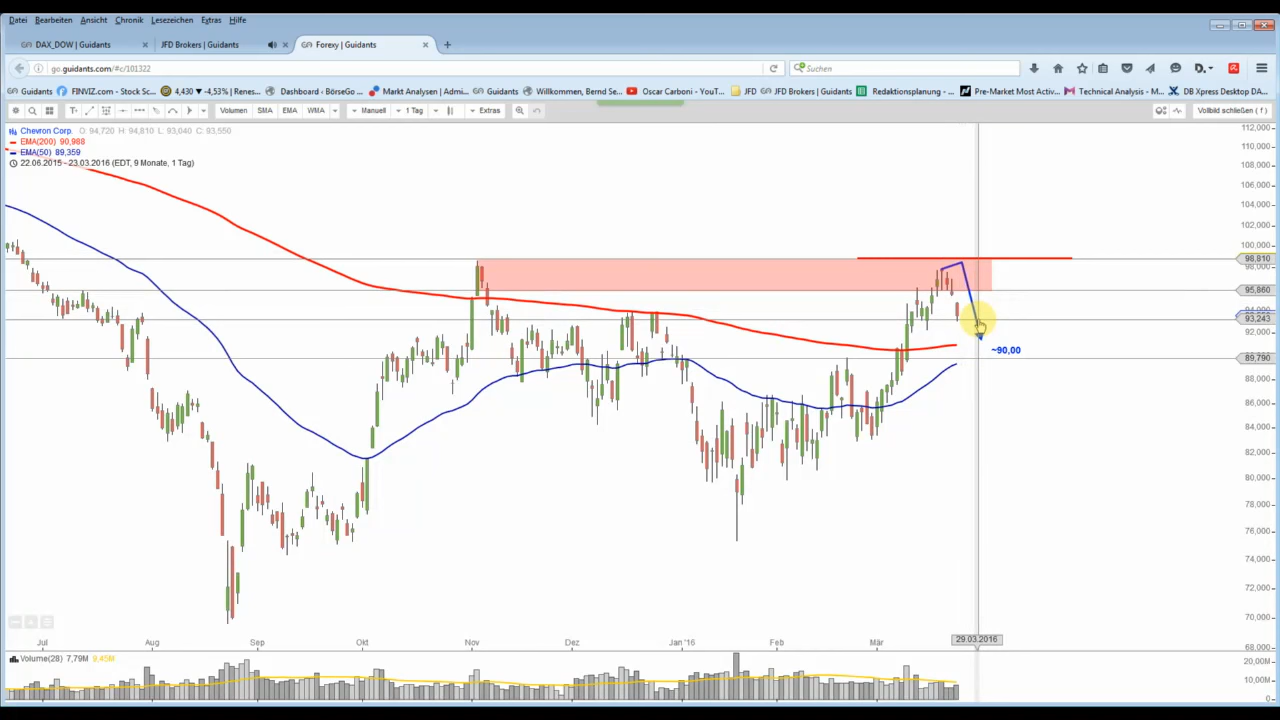 Datei Bearbeiten Ansicht Chronik Lesezeichen Extras Hilfe
DAX_DOW | Guidants × JFD Brokers | Guidants × Forexy | Guidants × +
go.guidants.com/#c/101322 Suchen
Guidants FINVIZ.com - Stock Sc... 4,430 ▾ -4,53% | Renes... Dashboard - BörseGo ... Markt Analysen | Admi... Willkommen, Bernd Se... Oscar Carboni - YouT... JFD JFD Brokers | Guidants Redaktionsplanung - ... Pre-Market Most Activ... Technical Analysis - M... DB Xpress Desktop DA...
Volumen SMA EMA WMA Manuell 1 Tag Extras Vollbild schließen ( f )
Chevron Corp. O: 94,720 H: 94,810 L: 93,040 C: 93,550
EMA(200) 90,988
EMA(50) 89,359
22.06.2015 - 23.03.2016 (EDT, 9 Monate, 1 Tag)
112,000
110,000
108,000
106,000
104,000
102,000
100,000
98,810
98,000
95,860
93,243
92,000
~90,00
89,790
88,000
86,000
84,000
82,000
80,000
78,000
76,000
74,000
72,000
70,000
68,000
Jul Aug Sep Okt Nov Dez Jan'16 Feb Mär 29.03.2016
Volume(28) 7,79M 9,45M
20,00M
10,00M
0